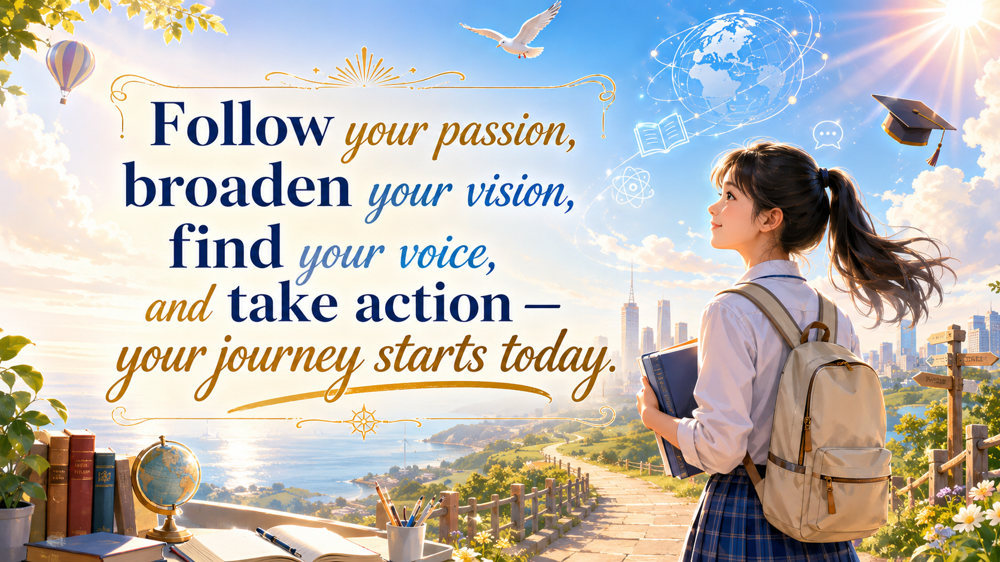 Follow your passion,
broaden your vision,
find your voice,
and take action —
your journey starts today.